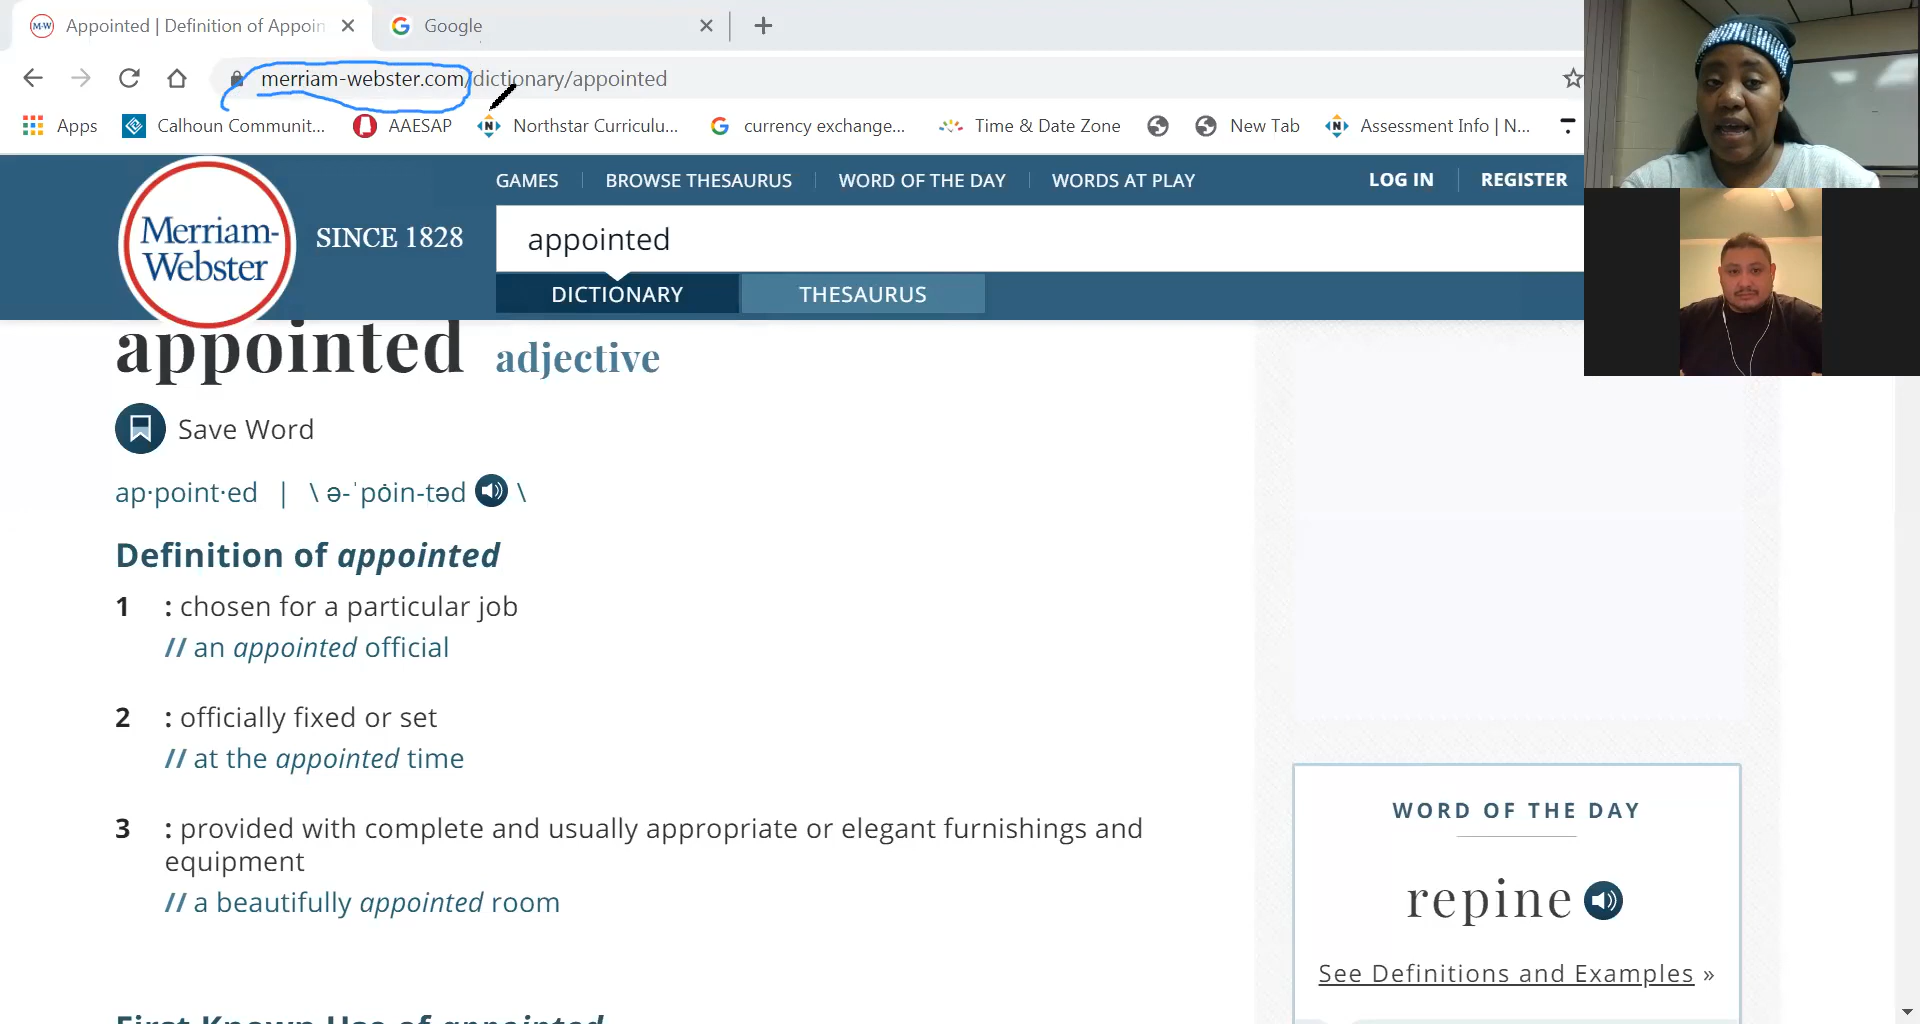 Appointed | Definition of Appoin
Google
merriam-webster.com/dictionary/appointed
Apps
Calhoun Communit...
AAESAP
Northstar Curriculu...
currency exchange...
Time & Date Zone
New Tab
Assessment Info | N...
GAMES
BROWSE THESAURUS
WORD OF THE DAY
WORDS AT PLAY
LOG IN
REGISTER
Merriam-
Webster
SINCE 1828
appointed
DICTIONARY
THESAURUS
appointed adjective
Save Word
ap·point·ed | \ ə-ˈpȯin-təd \
Definition of appointed
1 : chosen for a particular job
// an appointed official
2 : officially fixed or set
// at the appointed time
3 : provided with complete and usually appropriate or elegant furnishings and
equipment
// a beautifully appointed room
First Known Use of appointed
WORD OF THE DAY
repine
See Definitions and Examples »